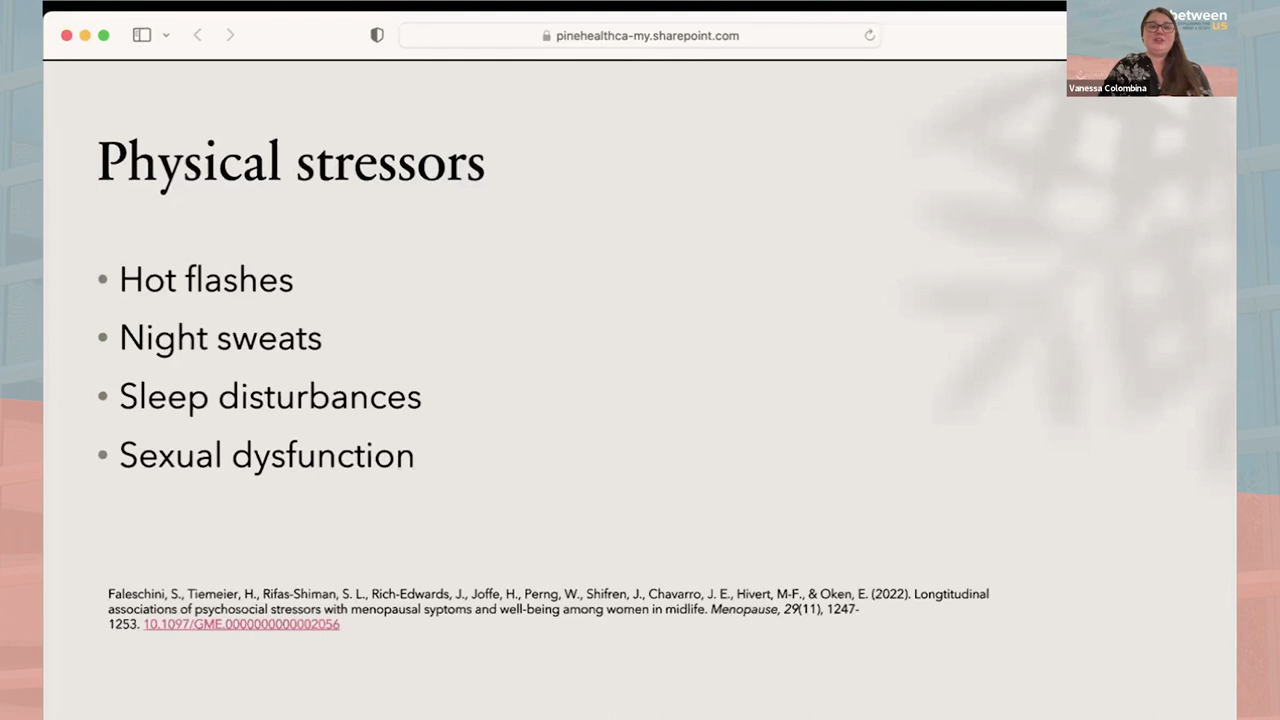 pinehealthca-my.sharepoint.com
between
US
Vanessa Colombina
Physical stressors
• Hot flashes
• Night sweats
• Sleep disturbances
• Sexual dysfunction
Faleschini, S., Tiemeier, H., Rifas-Shiman, S. L., Rich-Edwards, J., Joffe, H., Perng, W., Shifren, J., Chavarro, J. E., Hivert, M-F., & Oken, E. (2022). Longtitudinal
associations of psychosocial stressors with menopausal syptoms and well-being among women in midlife. Menopause, 29(11), 1247-
1253. 10.1097/GME.0000000000002056